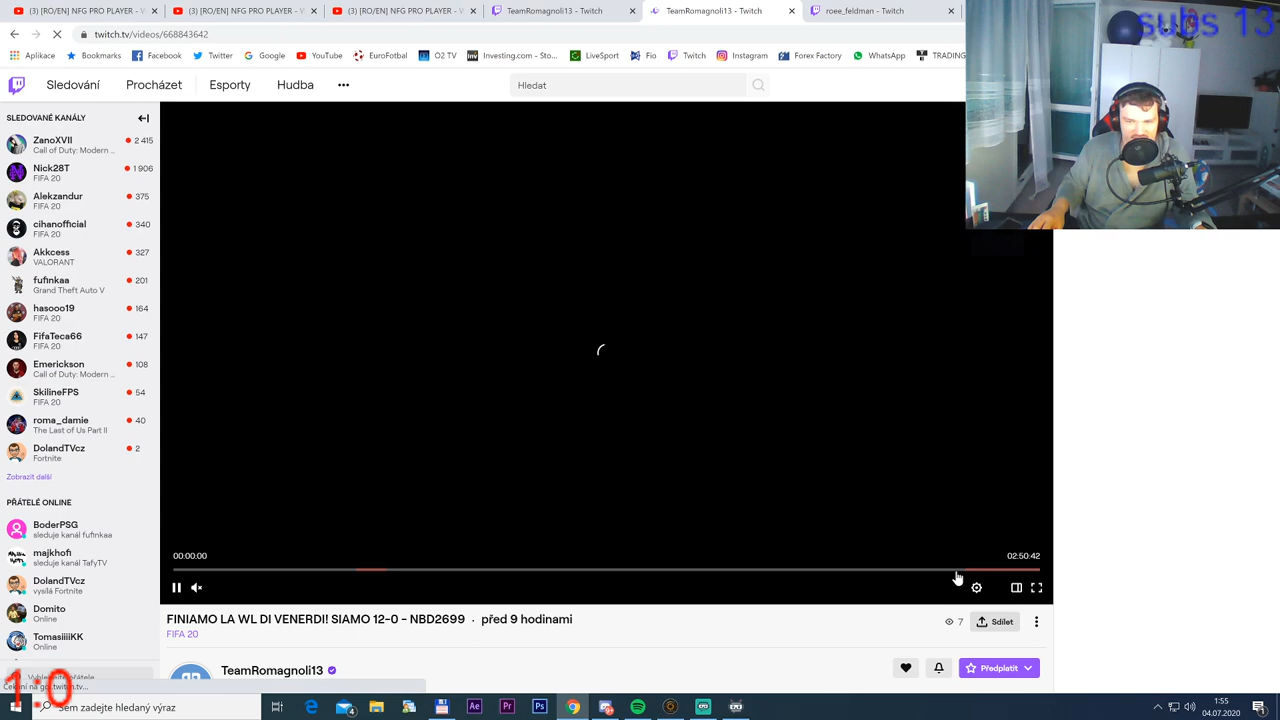 (3) [RO/EN] NFG PRO PLAYER - V
(3) [RO/EN] NFG PRO PLAYER - V
(3) [RO/EN] NFG PRO PLAYER - V
TeamRomagnoli13 - Twitch
TeamRomagnoli13 - Twitch
roee_feldman - Twitch
subs 13
twitch.tv/videos/668843642
Aplikace
Bookmarks
Facebook
Twitter
Google
YouTube
EuroFotbal
O2 TV
Investing.com - Sto...
LiveSport
Fio
Twitch
Instagram
Forex Factory
WhatsApp
TRADING
Sledování
Procházet
Esporty
Hudba
Hledat
SLEDOVANÉ KANÁLY
ZanoXVII
2 415
Call of Duty: Modern ...
Nick28T
1 906
FIFA 20
Alekzandur
375
FIFA 20
cihanofficial
340
FIFA 20
Akkcess
327
VALORANT
fufinkaa
201
Grand Theft Auto V
hasooo19
164
FIFA 20
FifaTeca66
147
FIFA 20
Emerickson
108
Call of Duty: Modern ...
SkilineFPS
54
FIFA 20
roma_damie
40
The Last of Us Part II
DolandTVcz
2
Fortnite
Zobrazit další
PŘÁTELÉ ONLINE
BoderPSG
sleduje kanál fufinkaa
majkhofi
sleduje kanál TafyTV
DolandTVcz
vysílá Fortnite
Domito
Online
TomasiiiiKK
Online
00:00:00
02:50:42
FINIAMO LA WL DI VENERDI! SIAMO 12-0 - NBD2699 · před 9 hodinami
7
Sdílet
FIFA 20
TeamRomagnoli13
Předplatit
1.0
Sem zadejte hledaný výraz
1:55
04.07.2020